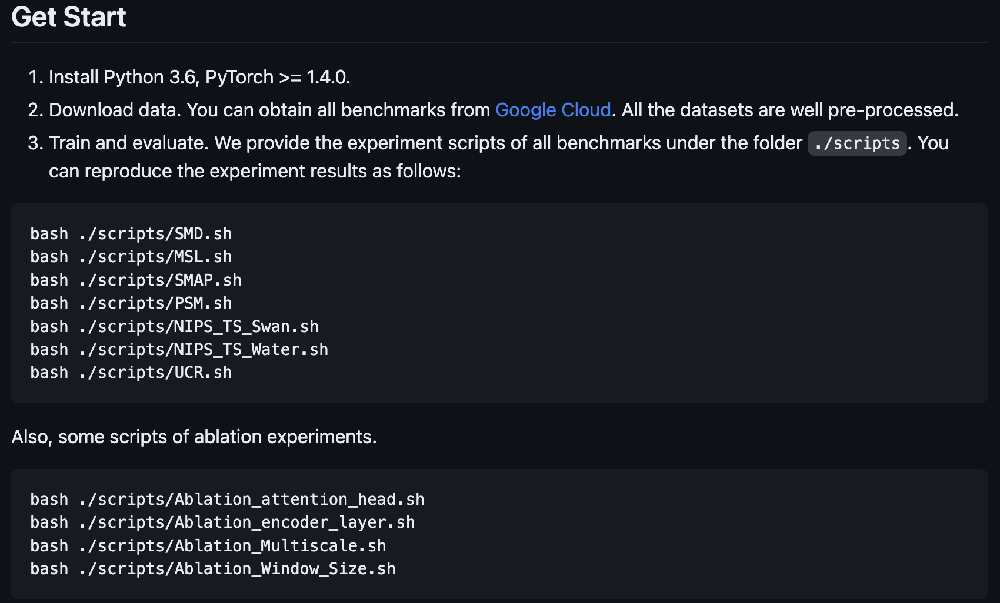 Get Start
1. Install Python 3.6, PyTorch >= 1.4.0.
2. Download data. You can obtain all benchmarks from Google Cloud. All the datasets are well pre-processed.
3. Train and evaluate. We provide the experiment scripts of all benchmarks under the folder ./scripts. You
can reproduce the experiment results as follows:
bash ./scripts/SMD.sh
bash ./scripts/MSL.sh
bash ./scripts/SMAP.sh
bash ./scripts/PSM.sh
bash ./scripts/NIPS_TS_Swan.sh
bash ./scripts/NIPS_TS_Water.sh
bash ./scripts/UCR.sh
Also, some scripts of ablation experiments.
bash ./scripts/Ablation_attention_head.sh
bash ./scripts/Ablation_encoder_layer.sh
bash ./scripts/Ablation_Multiscale.sh
bash ./scripts/Ablation_Window_Size.sh